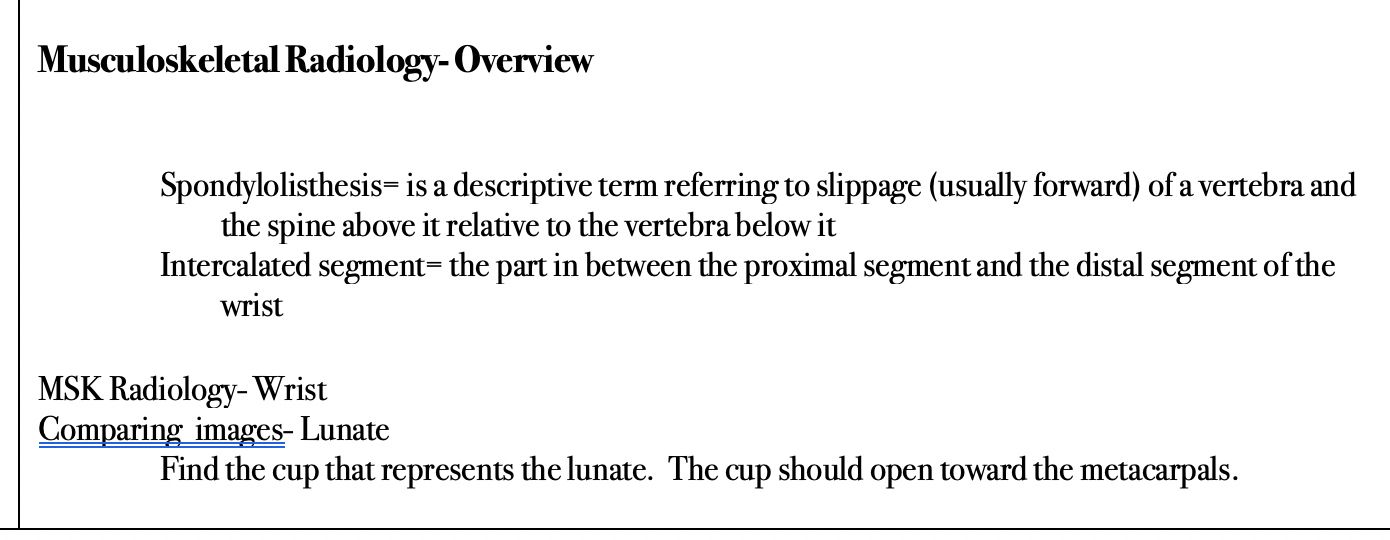 Musculoskeletal Radiology- Overview
Spondylolisthesis= is a descriptive term referring to slippage (usually forward) of a vertebra and
the spine above it relative to the vertebra below it
Intercalated segment= the part in between the proximal segment and the distal segment of the
wrist
MSK Radiology- Wrist
Comparing images- Lunate
Find the cup that represents the lunate.  The cup should open toward the metacarpals.